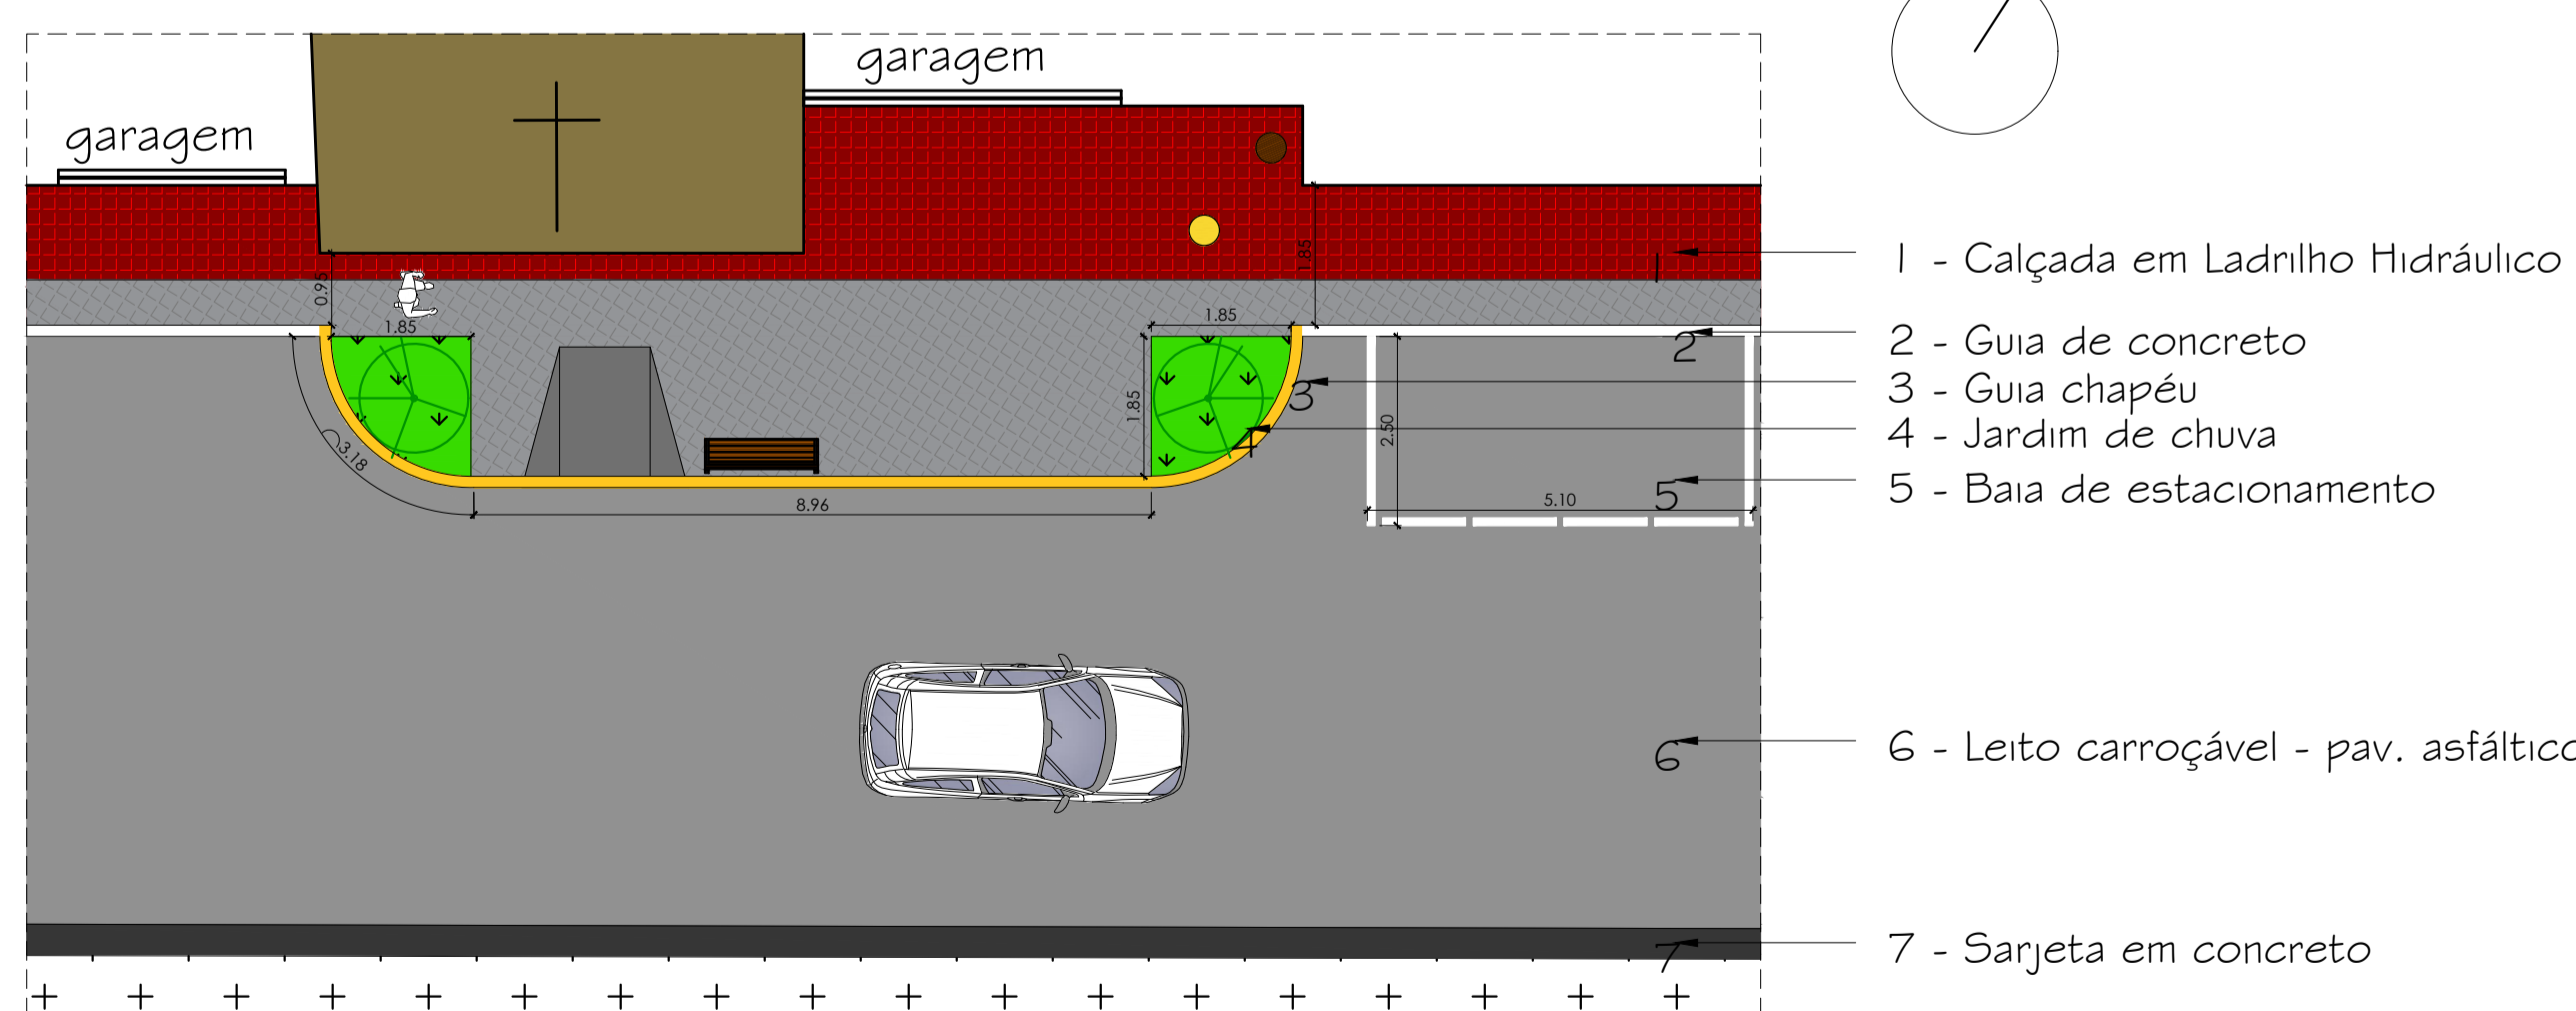 garagem
garagem
0.95
1.85
1.85
1.85
1.85
3.18
8.96
2.50
5.10
1
2
3
4
5
6
7
1 - Calçada em Ladrilho Hidráulico
2 - Guia de concreto
3 - Guia chapéu
4 - Jardim de chuva
5 - Baia de estacionamento
6 - Leito carroçável - pav. asfáltico
7 - Sarjeta em concreto